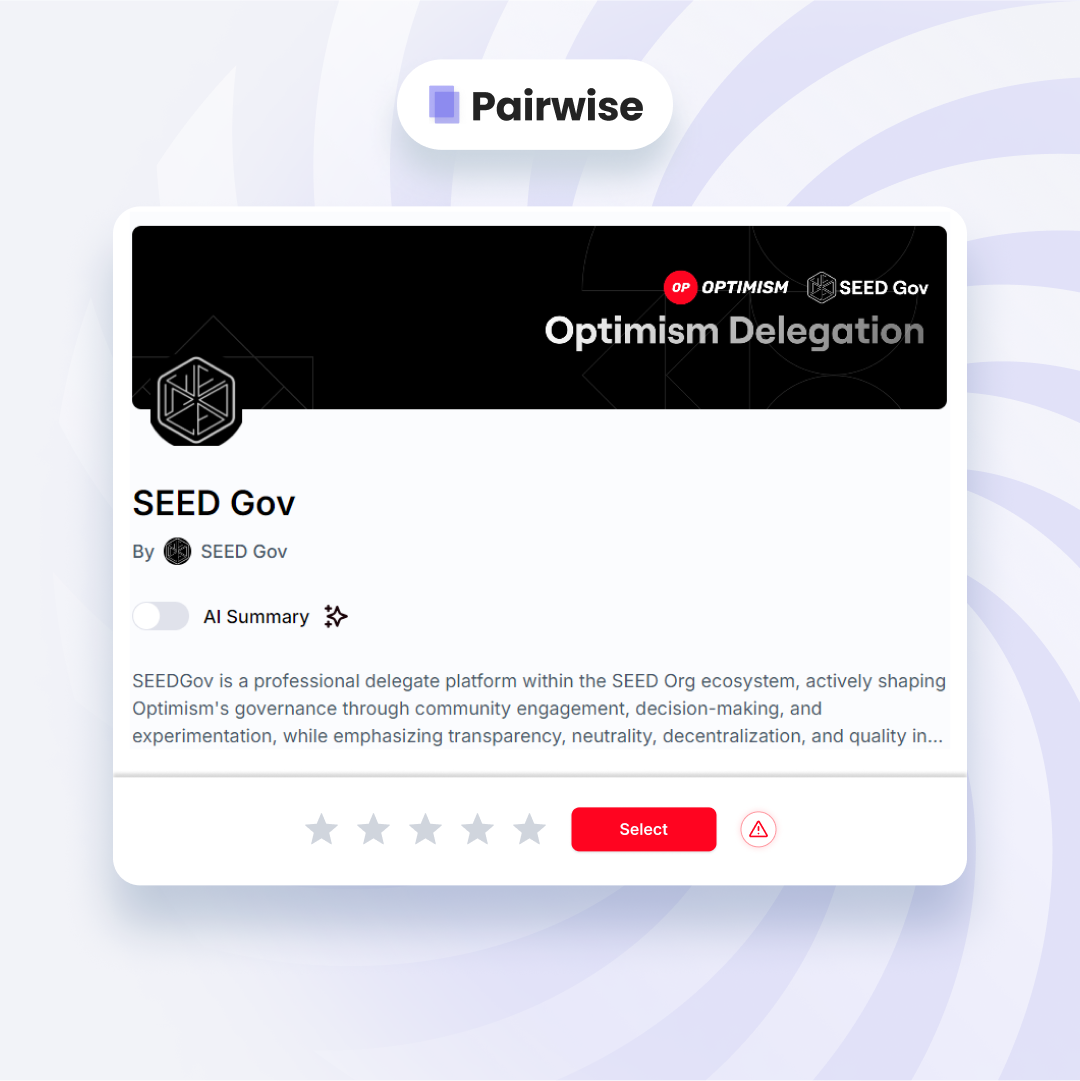 Pairwise
OP OPTIMISM SEED Gov
Optimism Delegation
SEED Gov
By SEED Gov
AI Summary
SEEDGov is a professional delegate platform within the SEED Org ecosystem, actively shaping
Optimism's governance through community engagement, decision-making, and
experimentation, while emphasizing transparency, neutrality, decentralization, and quality in...
Select